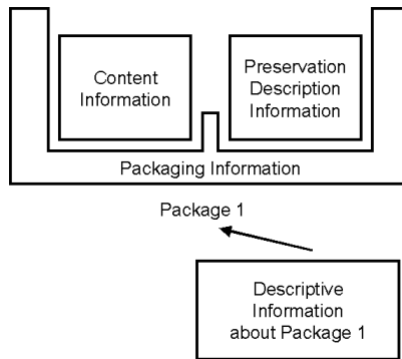 Content
Information
Preservation
Description
Information
Packaging Information
Package 1
Descriptive
Information
about Package 1